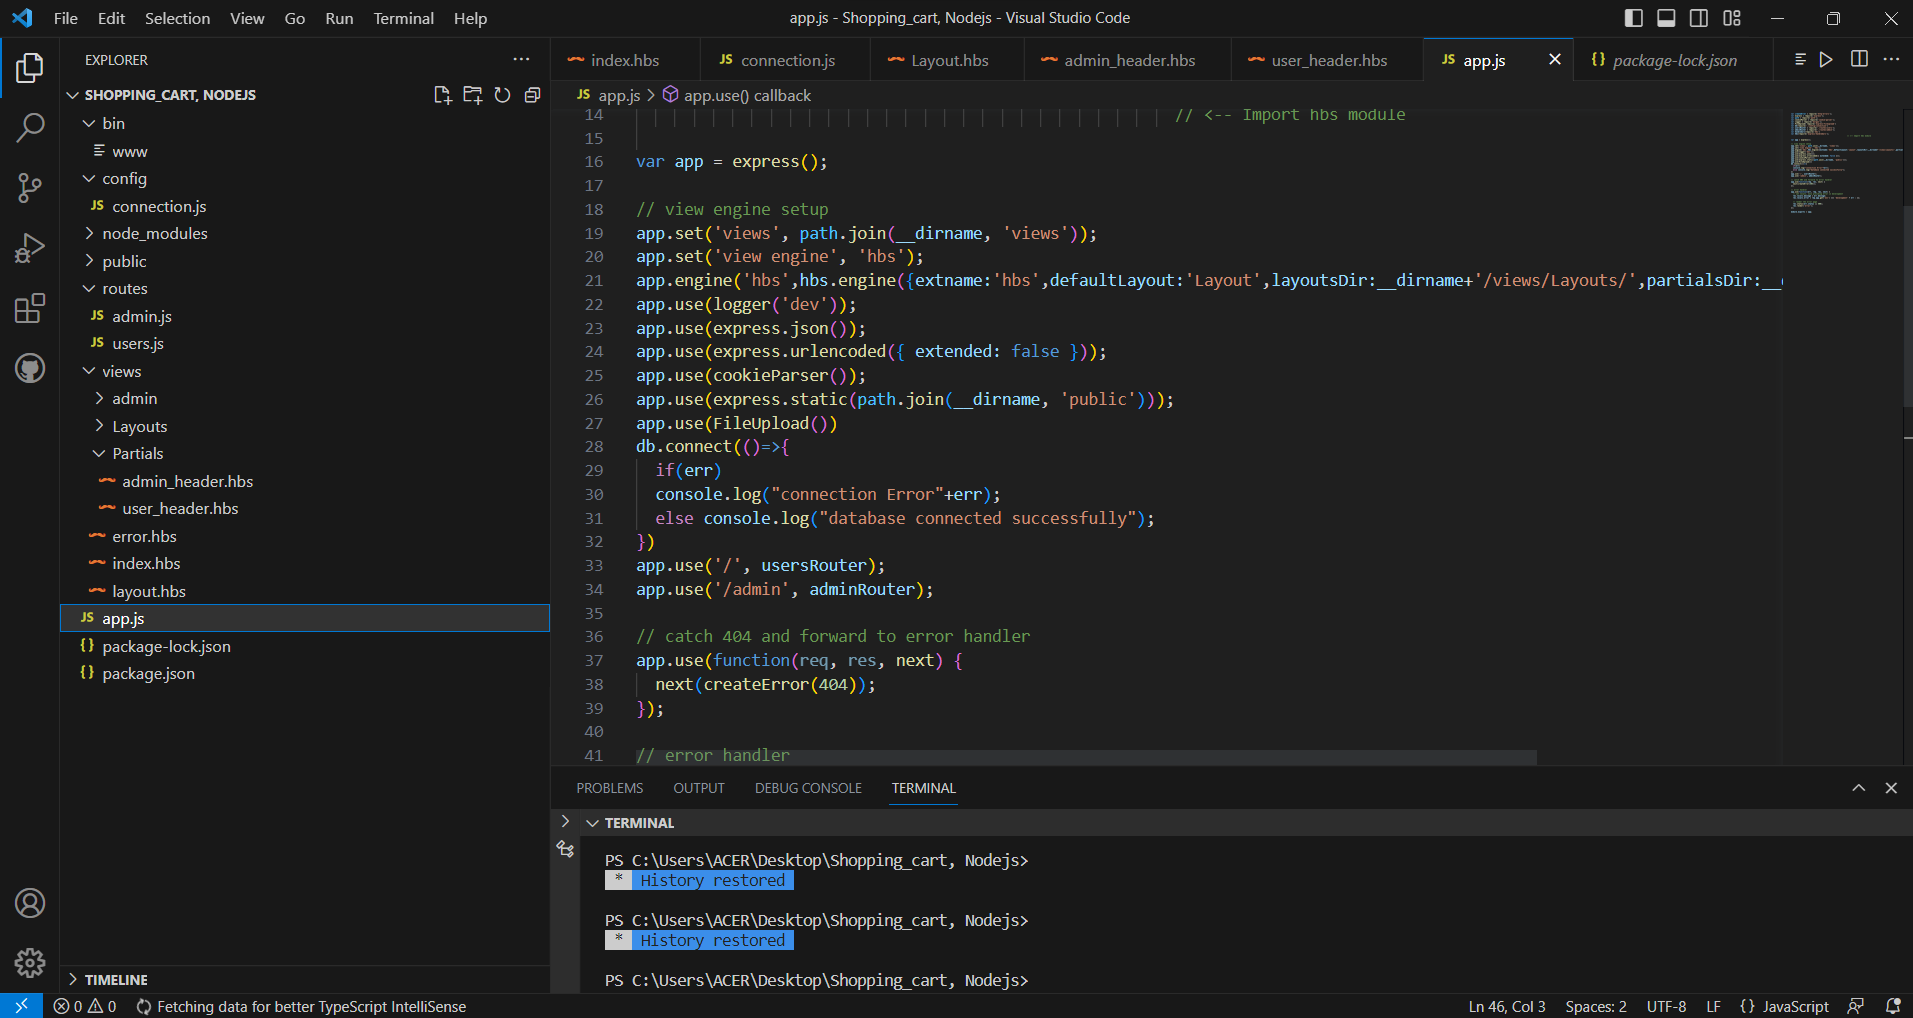 File Edit Selection View Go Run Terminal Help
app.js - Shopping_cart, Nodejs - Visual Studio Code
EXPLORER
SHOPPING_CART, NODEJS
bin
www
config
JS connection.js
node_modules
public
routes
JS admin.js
JS users.js
views
admin
Layouts
Partials
admin_header.hbs
user_header.hbs
error.hbs
index.hbs
layout.hbs
JS app.js
{} package-lock.json
{} package.json
TIMELINE
index.hbs JS connection.js Layout.hbs admin_header.hbs user_header.hbs JS app.js {} package-lock.json
JS app.js > app.use() callback
14 // <-- Import hbs module
15
16 var app = express();
17
18 // view engine setup
19 app.set('views', path.join(__dirname, 'views'));
20 app.set('view engine', 'hbs');
21 app.engine('hbs',hbs.engine({extname:'hbs',defaultLayout:'Layout',layoutsDir:__dirname+'/views/Layouts/',partialsDir:__
22 app.use(logger('dev'));
23 app.use(express.json());
24 app.use(express.urlencoded({ extended: false }));
25 app.use(cookieParser());
26 app.use(express.static(path.join(__dirname, 'public')));
27 app.use(FileUpload())
28 db.connect(()=>{
29 if(err)
30 console.log("connection Error"+err);
31 else console.log("database connected successfully");
32 })
33 app.use('/', usersRouter);
34 app.use('/admin', adminRouter);
35
36 // catch 404 and forward to error handler
37 app.use(function(req, res, next) {
38 next(createError(404));
39 });
40
41 // error handler
PROBLEMS OUTPUT DEBUG CONSOLE TERMINAL
TERMINAL
PS C:\Users\ACER\Desktop\Shopping_cart, Nodejs>
* History restored
PS C:\Users\ACER\Desktop\Shopping_cart, Nodejs>
* History restored
PS C:\Users\ACER\Desktop\Shopping_cart, Nodejs>
0 0 Fetching data for better TypeScript IntelliSense
Ln 46, Col 3 Spaces: 2 UTF-8 LF {} JavaScript